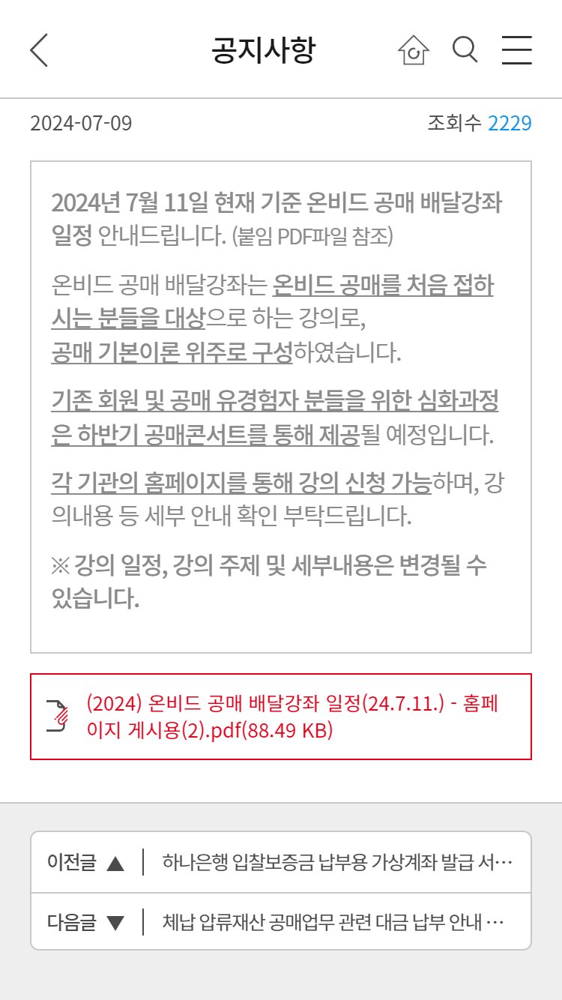 공지사항
2024-07-09
조회수 2229
2024년 7월 11일 현재 기준 온비드 공매 배달강좌
일정 안내드립니다. (붙임 PDF파일 참조)
온비드 공매 배달강좌는 온비드 공매를 처음 접하
시는 분들을 대상으로 하는 강의로,
공매 기본이론 위주로 구성하였습니다.
기존 회원 및 공매 유경험자 분들을 위한 심화과정
은 하반기 공매콘서트를 통해 제공될 예정입니다.
각 기관의 홈페이지를 통해 강의 신청 가능하며, 강
의내용 등 세부 안내 확인 부탁드립니다.
※ 강의 일정, 강의 주제 및 세부내용은 변경될 수
있습니다.
(2024) 온비드 공매 배달강좌 일정(24.7.11.) - 홈페
이지 게시용(2).pdf(88.49 KB)
이전글 ▲ 하나은행 입찰보증금 납부용 가상계좌 발급 서…
다음글 ▼ 체납 압류재산 공매업무 관련 대금 납부 안내 …